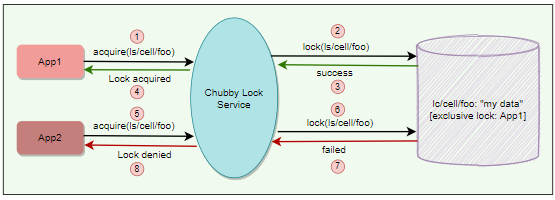 1
2
acquire(ls/cell/foo)
lock(ls/cell/foo)
App1
Lock acquired
success
4
3
Chubby Lock
Service
lc/cell/foo: "my data"
[exclusive lock: App1]
5
6
acquire(ls/cell/foo)
lock(ls/cell/foo)
App2
Lock denied
failed
8
7